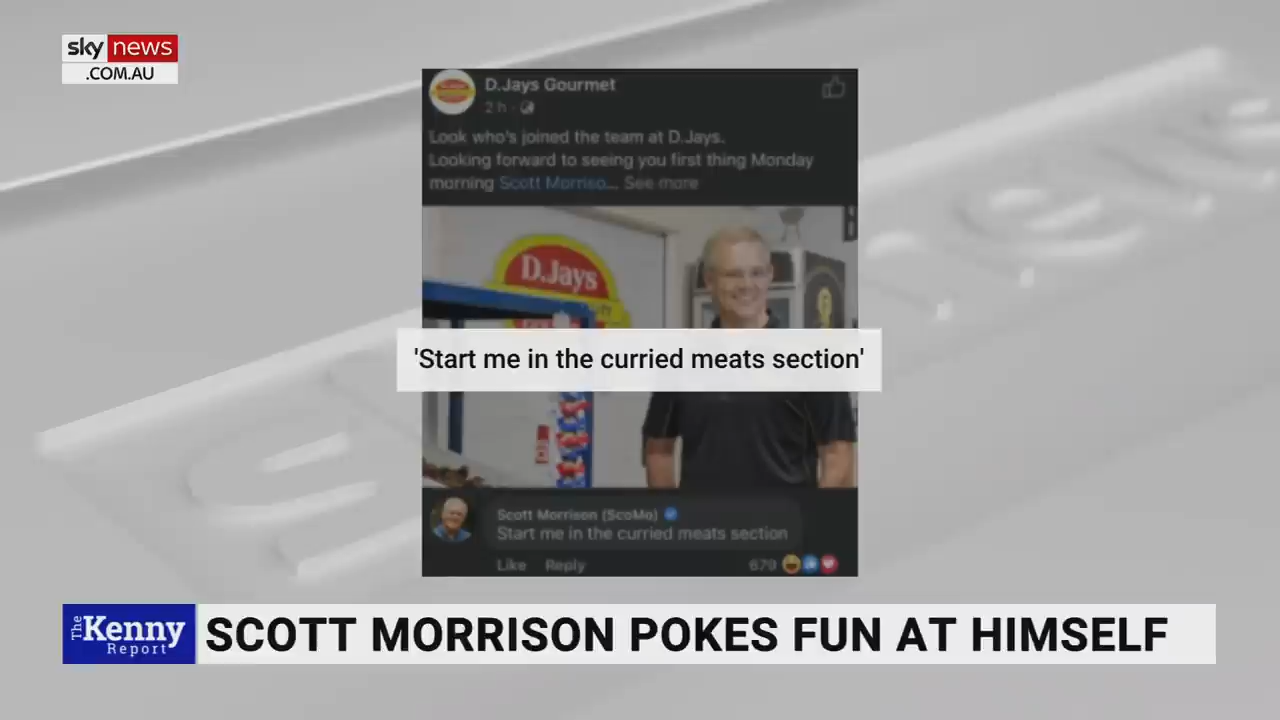 sky news
.COM.AU
D.Jays Gourmet
2 h ·
Look who's joined the team at D.Jays.
Looking forward to seeing you first thing Monday
morning Scott Morriso... See more
D.Jays
'Start me in the curried meats section'
Scott Morrison (ScoMo)
Start me in the curried meats section
Like Reply 679
The Kenny Report
SCOTT MORRISON POKES FUN AT HIMSELF